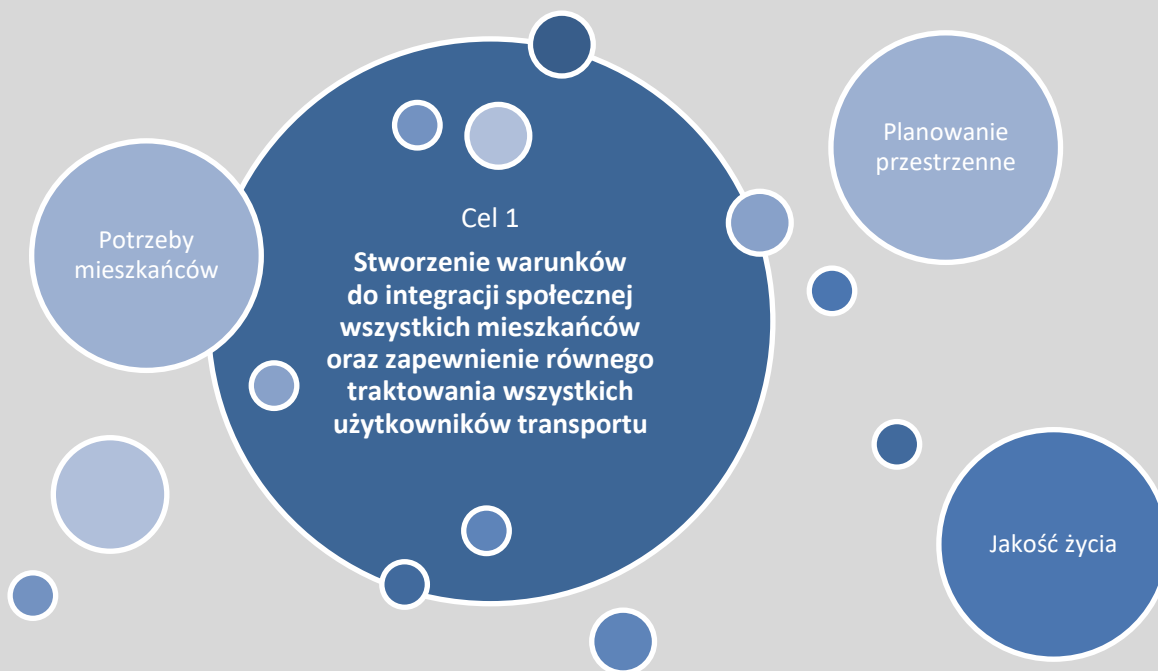 Planowanie
przestrzenne
Potrzeby
mieszkańców
Cel 1
Stworzenie warunków
do integracji społecznej
wszystkich mieszkańców
oraz zapewnienie równego
traktowania wszystkich
użytkowników transportu
Jakość życia